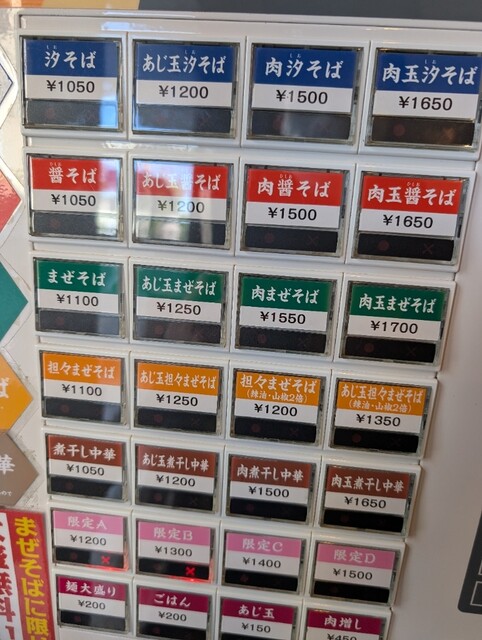 汐そば あじ玉汐そば 肉汐そば 肉玉汐そば
¥1050 ¥1200 ¥1500 ¥1650
醤そば あじ玉醤そば 肉醤そば 肉玉醤そば
¥1050 ¥1200 ¥1500 ¥1650
まぜそば あじ玉まぜそば 肉まぜそば 肉玉まぜそば
¥1100 ¥1250 ¥1550 ¥1700
担々まぜそば あじ玉担々まぜそば 担々まぜそば あじ玉担々まぜそば
(辣油・山椒2倍) (辣油・山椒2倍)
¥1100 ¥1250 ¥1200 ¥1350
煮干し中華 あじ玉煮干し中華 肉煮干し中華 肉玉煮干し中華
¥1050 ¥1200 ¥1500 ¥1650
限定A 限定B 限定C 限定D
¥1200 ¥1300 ¥1400 ¥1500
麺大盛り ごはん あじ玉 肉増し
¥200 ¥200 ¥150 ¥450
まぜそばに限